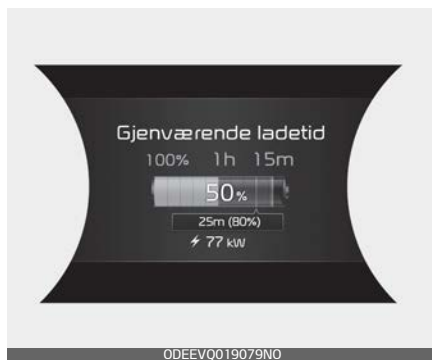 Gjenværende ladetid
100% 1h 15m
50%
25m (80%)
77 kW
ODEEVQ019079NO